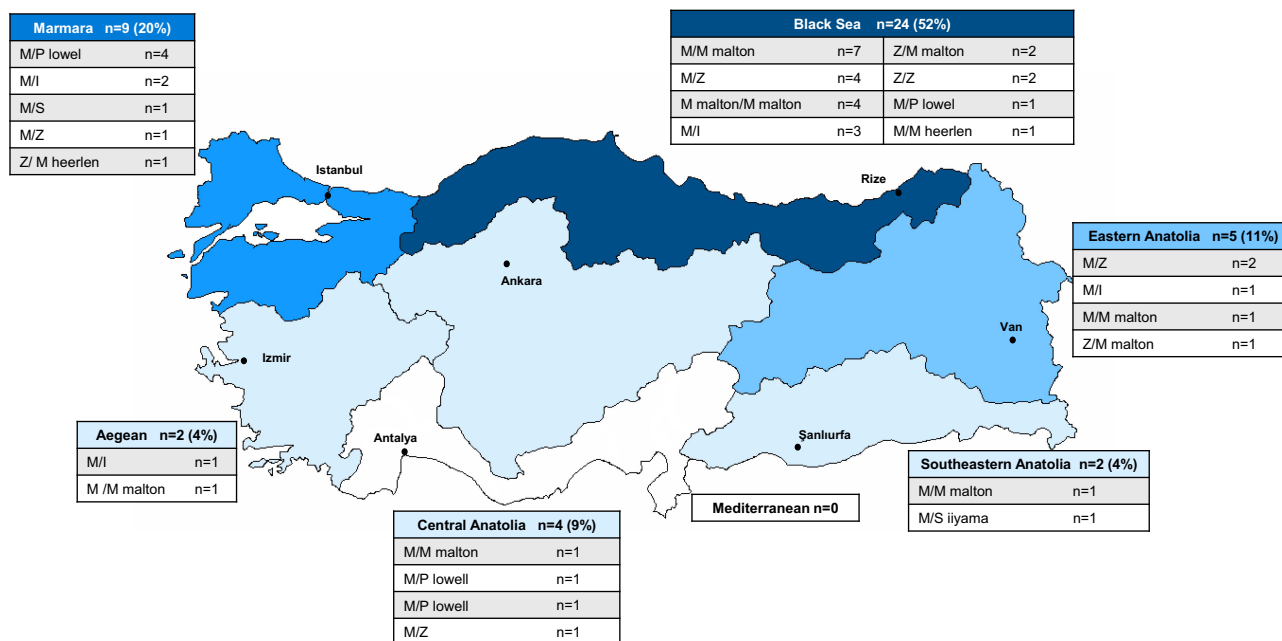 Marmara n=9 (20%)
M/P lowel n=4
M/I n=2
M/S n=1
M/Z n=1
Z/ M heerlen n=1
Black Sea n=24 (52%)
M/M malton n=7 Z/M malton n=2
M/Z n=4 Z/Z n=2
M malton/M malton n=4 M/P lowel n=1
M/I n=3 M/M heerlen n=1
Istanbul
Rize
Ankara
Izmir
Antalya
Van
Şanlıurfa
Eastern Anatolia n=5 (11%)
M/Z n=2
M/I n=1
M/M malton n=1
Z/M malton n=1
Aegean n=2 (4%)
M/I n=1
M /M malton n=1
Southeastern Anatolia n=2 (4%)
M/M malton n=1
M/S iiyama n=1
Mediterranean n=0
Central Anatolia n=4 (9%)
M/M malton n=1
M/P lowell n=1
M/P lowell n=1
M/Z n=1